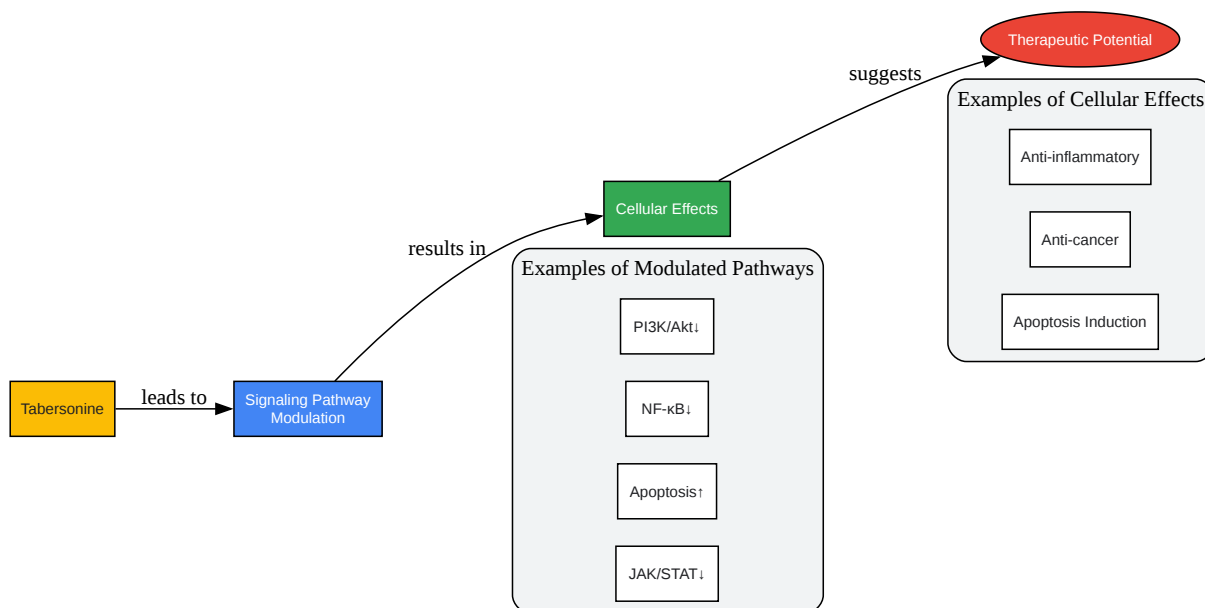 Therapeutic Potential
suggests
Examples of Cellular Effects
Anti-inflammatory
Anti-cancer
Apoptosis Induction
Cellular Effects
results in
Examples of Modulated Pathways
PI3K/Akt↓
NF-κB↓
Apoptosis↑
JAK/STAT↓
Tabersonine
leads to
Signaling Pathway
Modulation